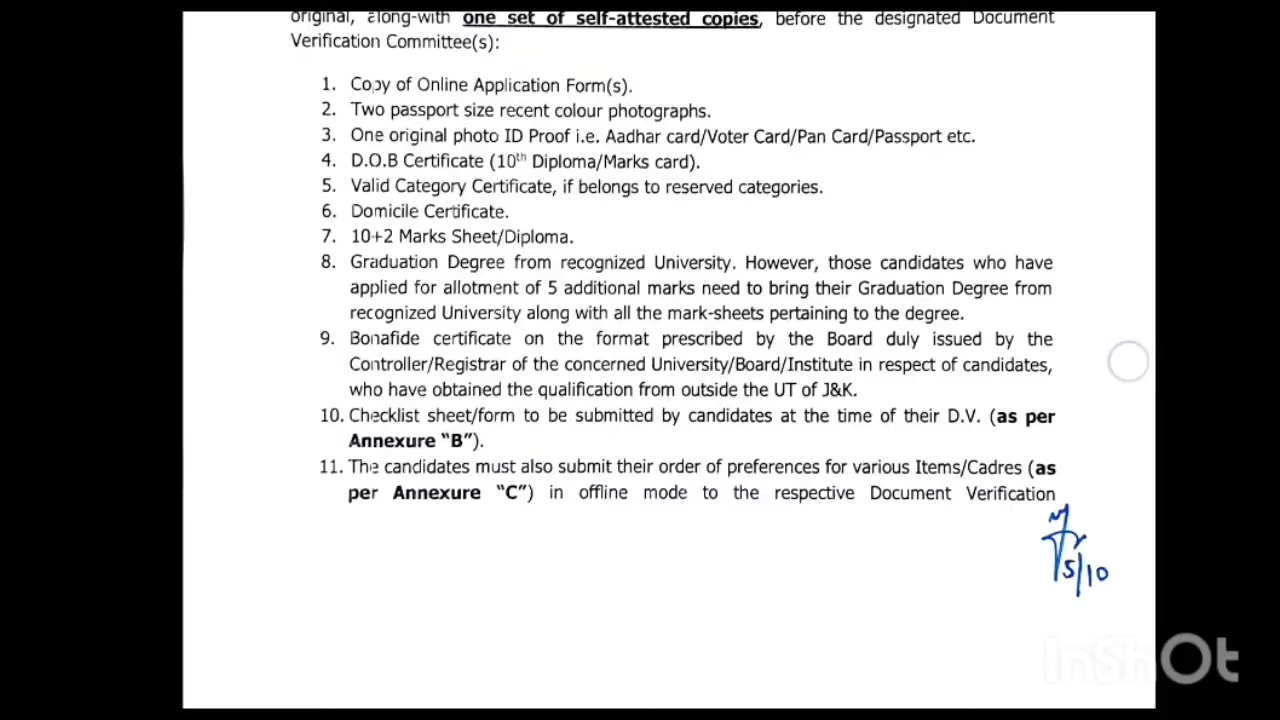 original, along-with one set of self-attested copies, before the designated Document
Verification Committee(s):
1. Copy of Online Application Form(s).
2. Two passport size recent colour photographs.
3. One original photo ID Proof i.e. Aadhar card/Voter Card/Pan Card/Passport etc.
4. D.O.B Certificate (10th Diploma/Marks card).
5. Valid Category Certificate, if belongs to reserved categories.
6. Domicile Certificate.
7. 10+2 Marks Sheet/Diploma.
8. Graduation Degree from recognized University. However, those candidates who have
applied for allotment of 5 additional marks need to bring their Graduation Degree from
recognized University along with all the mark-sheets pertaining to the degree.
9. Bonafide certificate on the format prescribed by the Board duly issued by the
Controller/Registrar of the concerned University/Board/Institute in respect of candidates,
who have obtained the qualification from outside the UT of J&K.
10. Checklist sheet/form to be submitted by candidates at the time of their D.V. (as per
Annexure "B").
11. The candidates must also submit their order of preferences for various Items/Cadres (as
per Annexure "C") in offline mode to the respective Document Verification
5/10
InShOt